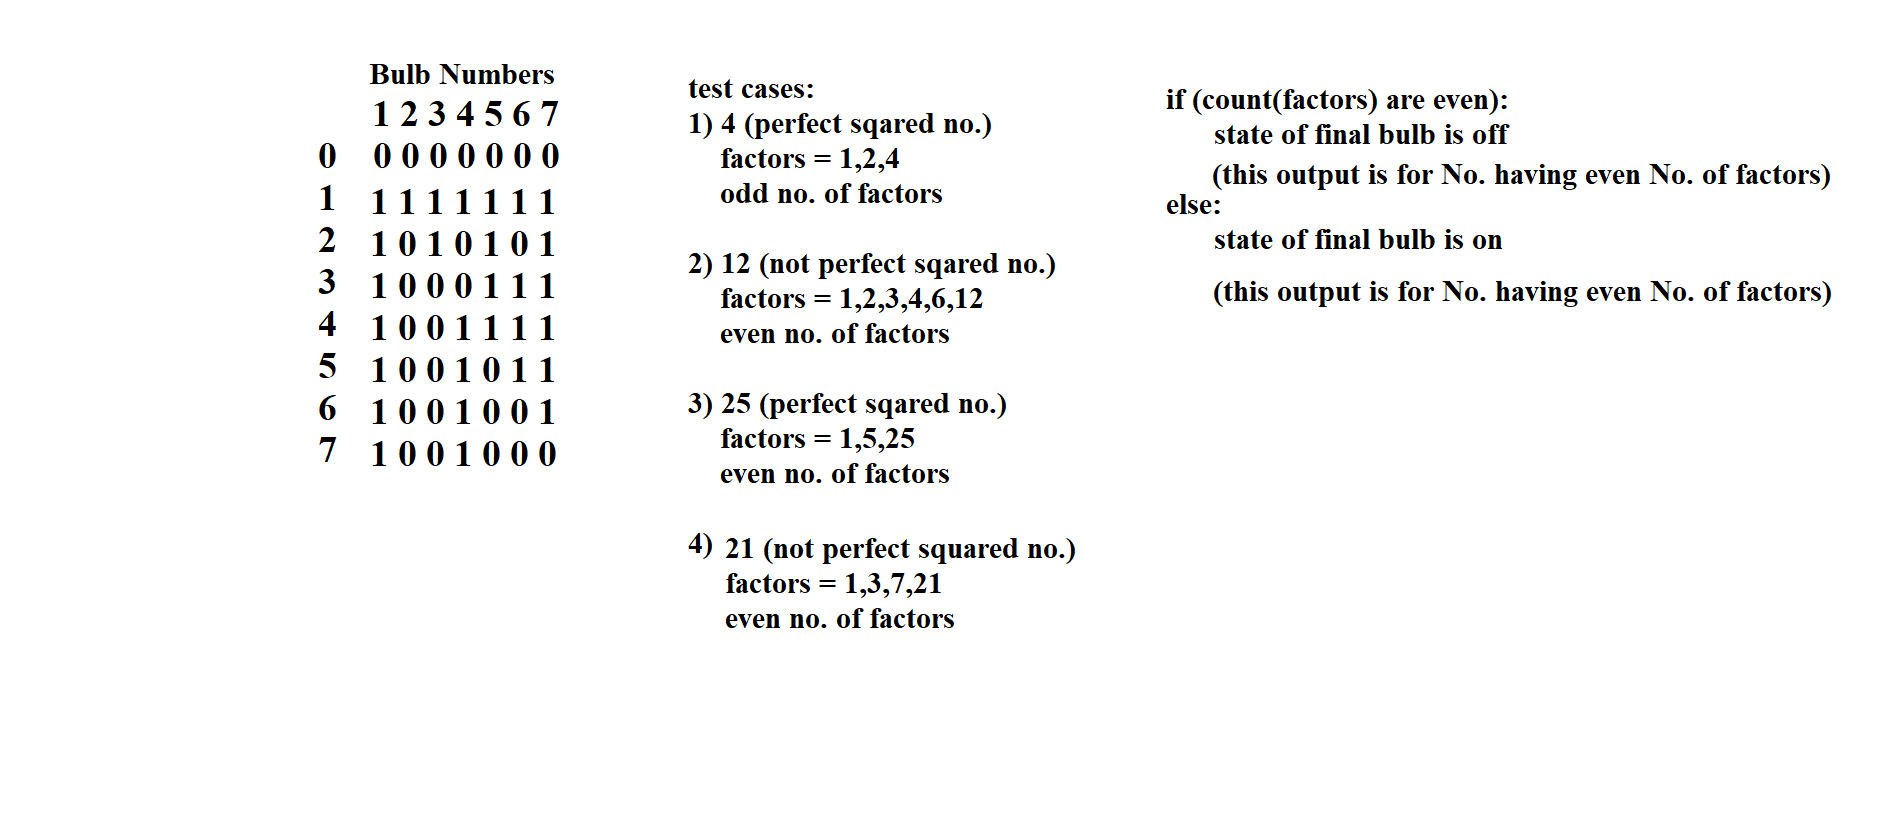 Bulb Numbers
1 2 3 4 5 6 7
0 0 0 0 0 0 0 0
1 1 1 1 1 1 1 1
2 1 0 1 0 1 0 1
3 1 0 0 0 1 1 1
4 1 0 0 1 1 1 1
5 1 0 0 1 0 1 1
6 1 0 0 1 0 0 1
7 1 0 0 1 0 0 0
test cases:
1) 4 (perfect sqared no.)
factors = 1,2,4
odd no. of factors
2) 12 (not perfect sqared no.)
factors = 1,2,3,4,6,12
even no. of factors
3) 25 (perfect sqared no.)
factors = 1,5,25
even no. of factors
4) 21 (not perfect squared no.)
factors = 1,3,7,21
even no. of factors
if (count(factors) are even):
state of final bulb is off
(this output is for No. having even No. of factors)
else:
state of final bulb is on
(this output is for No. having even No. of factors)